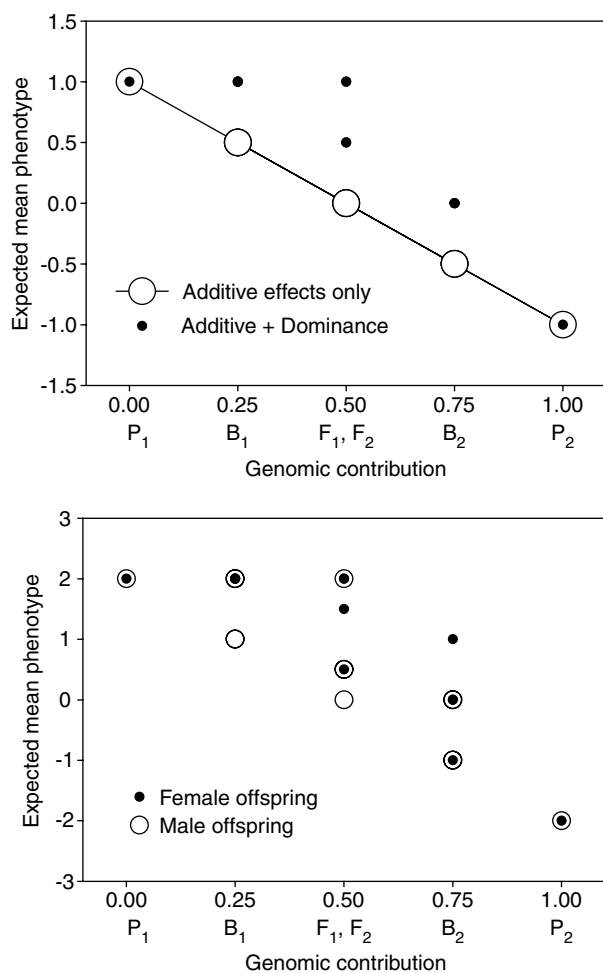 1.5
1.0
0.5
0.0
-0.5
-1.0
-1.5
Expected mean phenotype
Additive effects only
Additive + Dominance
0.00 0.25 0.50 0.75 1.00
P1 B1 F1, F2 B2 P2
Genomic contribution
3
2
1
0
-1
-2
-3
Expected mean phenotype
Female offspring
Male offspring
0.00 0.25 0.50 0.75 1.00
P1 B1 F1, F2 B2 P2
Genomic contribution